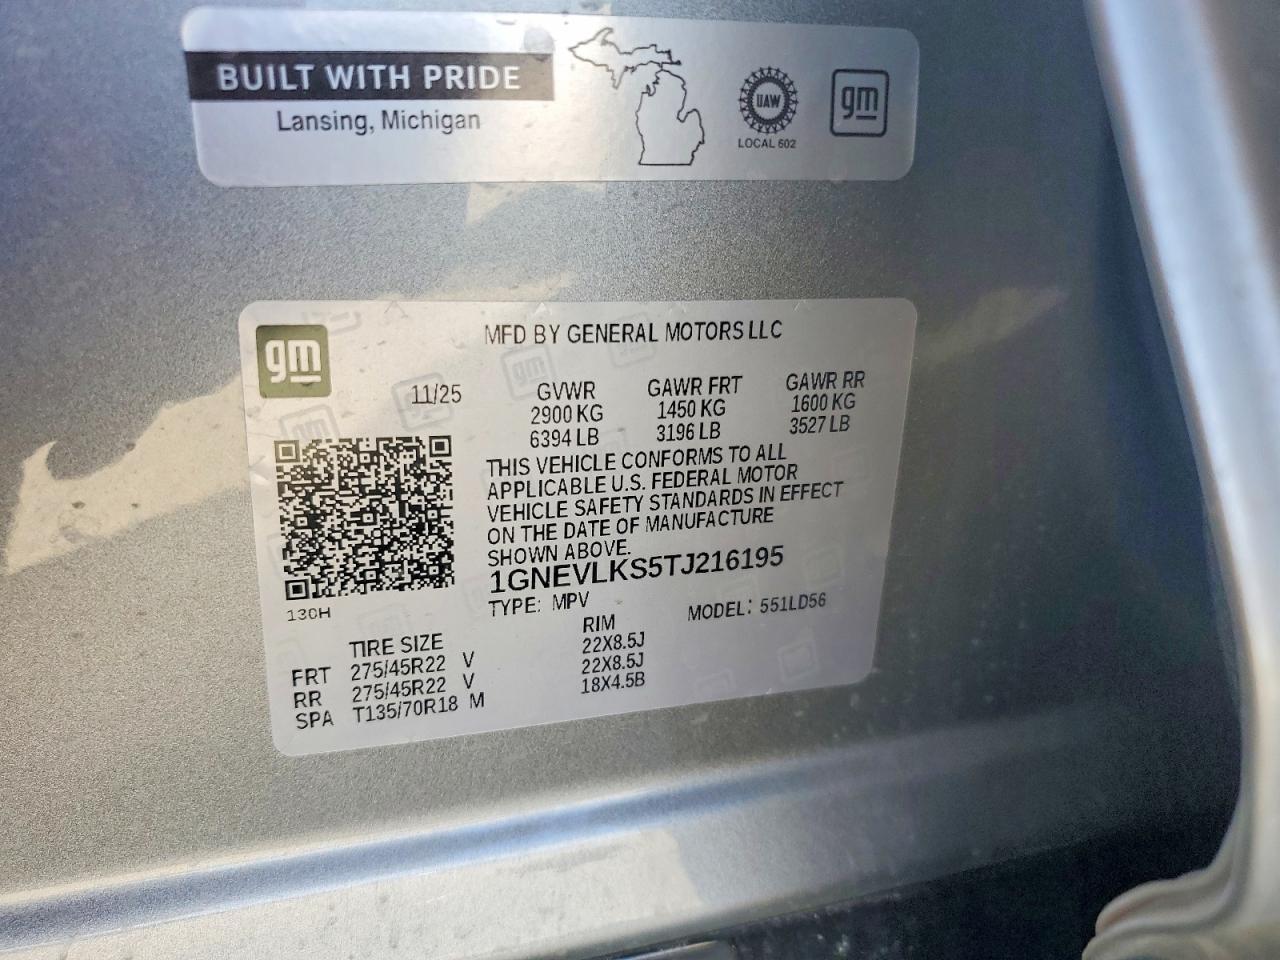 BUILT WITH PRIDE
Lansing, Michigan
UAW
LOCAL 602
gm
gm
MFD BY GENERAL MOTORS LLC
11/25
GVWR GAWR FRT GAWR RR
2900 KG 1450 KG 1600 KG
6394 LB 3196 LB 3527 LB
THIS VEHICLE CONFORMS TO ALL
APPLICABLE U.S. FEDERAL MOTOR
VEHICLE SAFETY STANDARDS IN EFFECT
ON THE DATE OF MANUFACTURE
SHOWN ABOVE.
1GNEVLKS5TJ216195
130H
TYPE: MPV MODEL: 551LD56
TIRE SIZE RIM
FRT 275/45R22 V 22X8.5J
RR 275/45R22 V 22X8.5J
SPA T135/70R18 M 18X4.5B